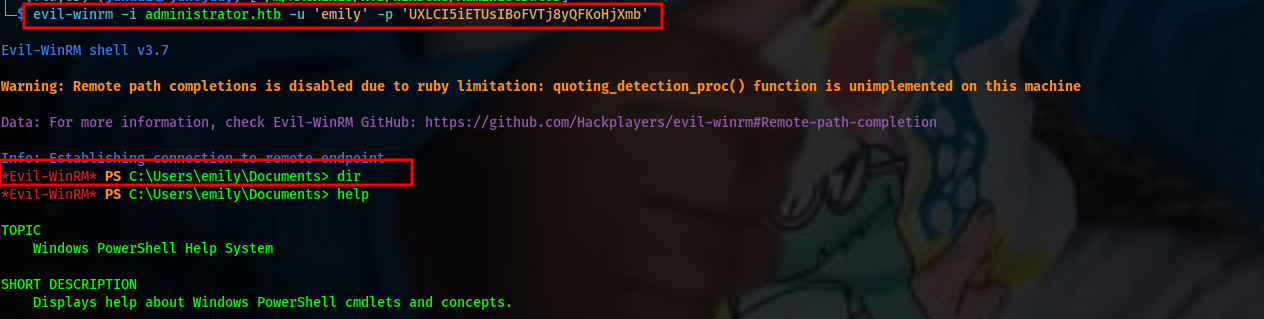 $ evil-winrm -i administrator.htb -u 'emily' -p 'UXLCI5iETUsIBoFVTj8yQFKoHjXmb'
Evil-WinRM shell v3.7
Warning: Remote path completions is disabled due to ruby limitation: quoting_detection_proc() function is unimplemented on this machine
Data: For more information, check Evil-WinRM GitHub: https://github.com/Hackplayers/evil-winrm#Remote-path-completion
Info: Establishing connection to remote endpoint
*Evil-WinRM* PS C:\Users\emily\Documents> dir
*Evil-WinRM* PS C:\Users\emily\Documents> help
TOPIC
Windows PowerShell Help System
SHORT DESCRIPTION
Displays help about Windows PowerShell cmdlets and concepts.